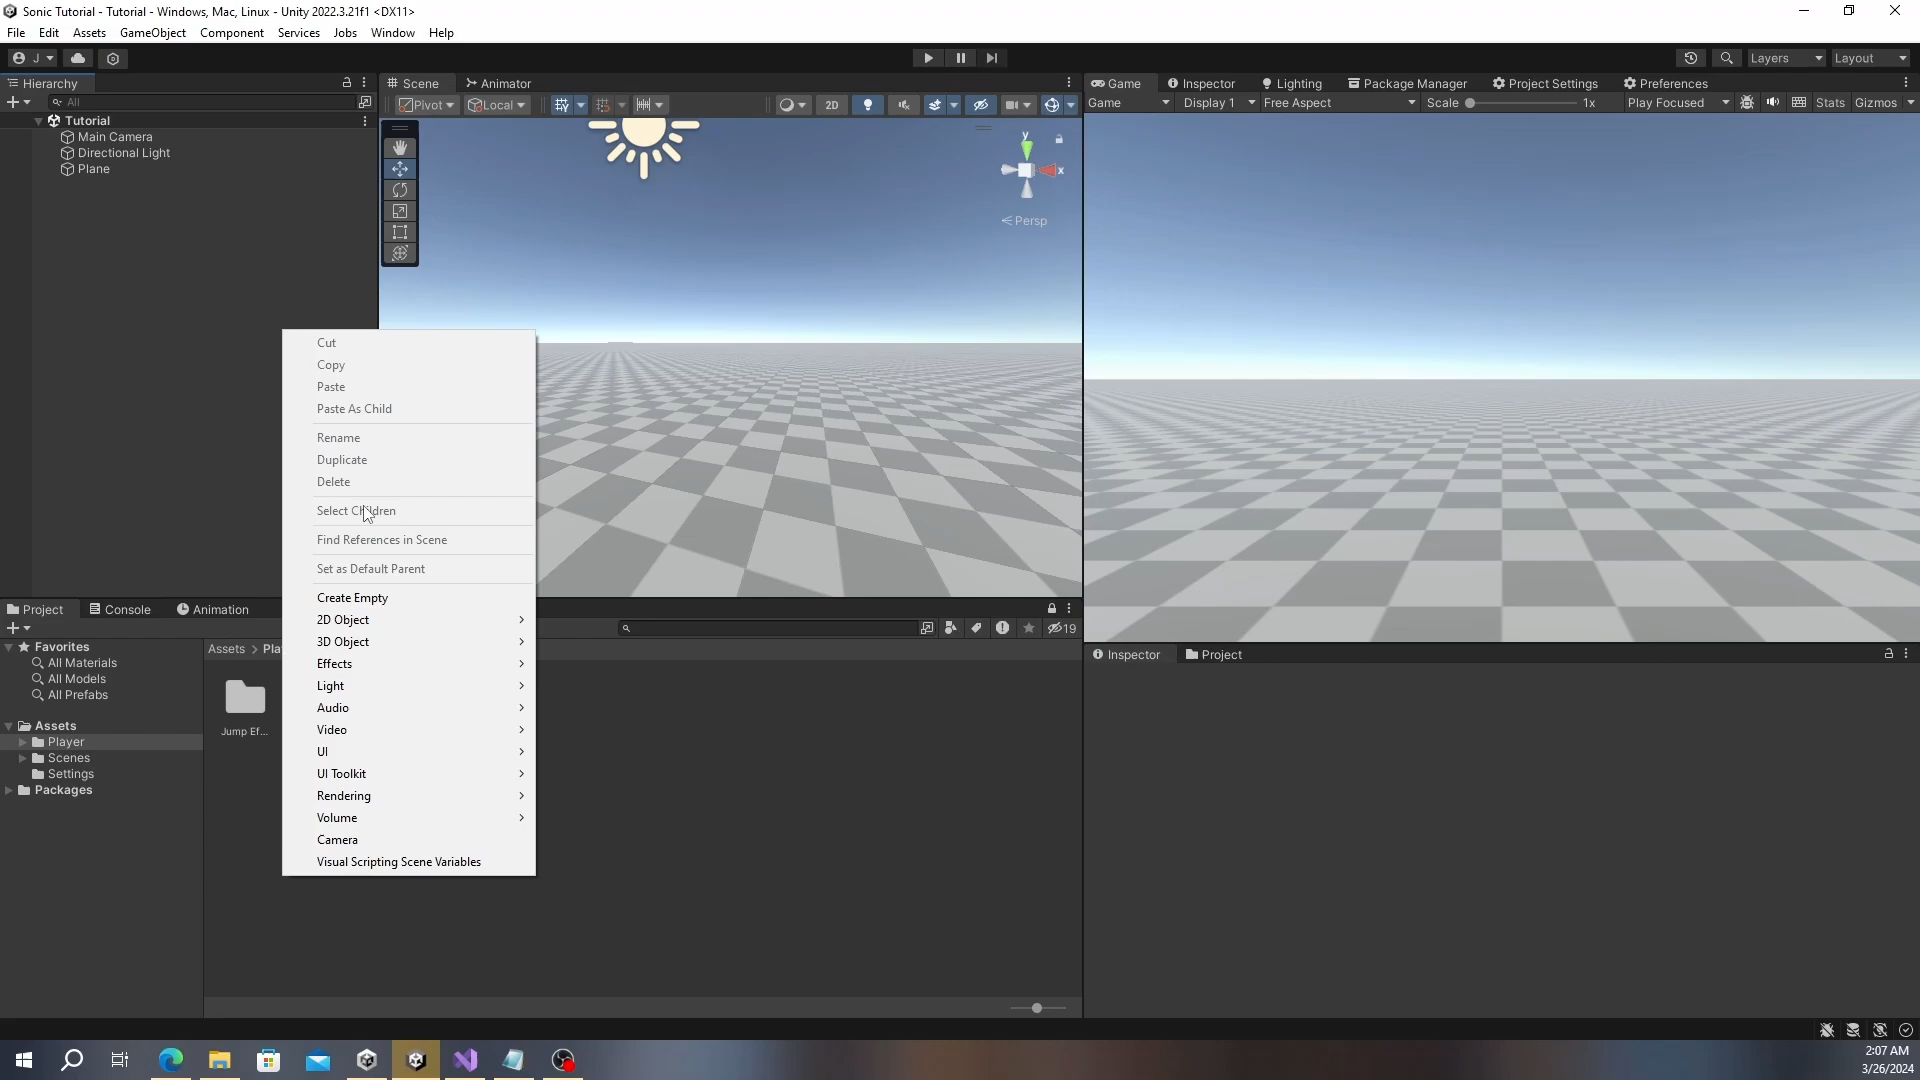 Sonic Tutorial - Tutorial - Windows, Mac, Linux - Unity 2022.3.21f1 <DX11>
File Edit Assets GameObject Component Services Jobs Window Help
J
Layers Layout
Hierarchy
Scene Animator
Game Inspector Lighting Package Manager Project Settings Preferences
All
Pivot Local 2D
Game Display 1 Free Aspect Scale 1x Play Focused Stats Gizmos
Tutorial
Main Camera
Directional Light
Plane
y
x
Persp
Cut
Copy
Paste
Paste As Child
Rename
Duplicate
Delete
Select Children
Find References in Scene
Set as Default Parent
Create Empty
2D Object
3D Object
Effects
Light
Audio
Video
UI
UI Toolkit
Rendering
Volume
Camera
Visual Scripting Scene Variables
Project Console Animation
19
Favorites
All Materials
All Models
All Prefabs
Assets
Player
Scenes
Settings
Packages
Assets > Pla
Jump Ef...
Inspector Project
2:07 AM
3/26/2024